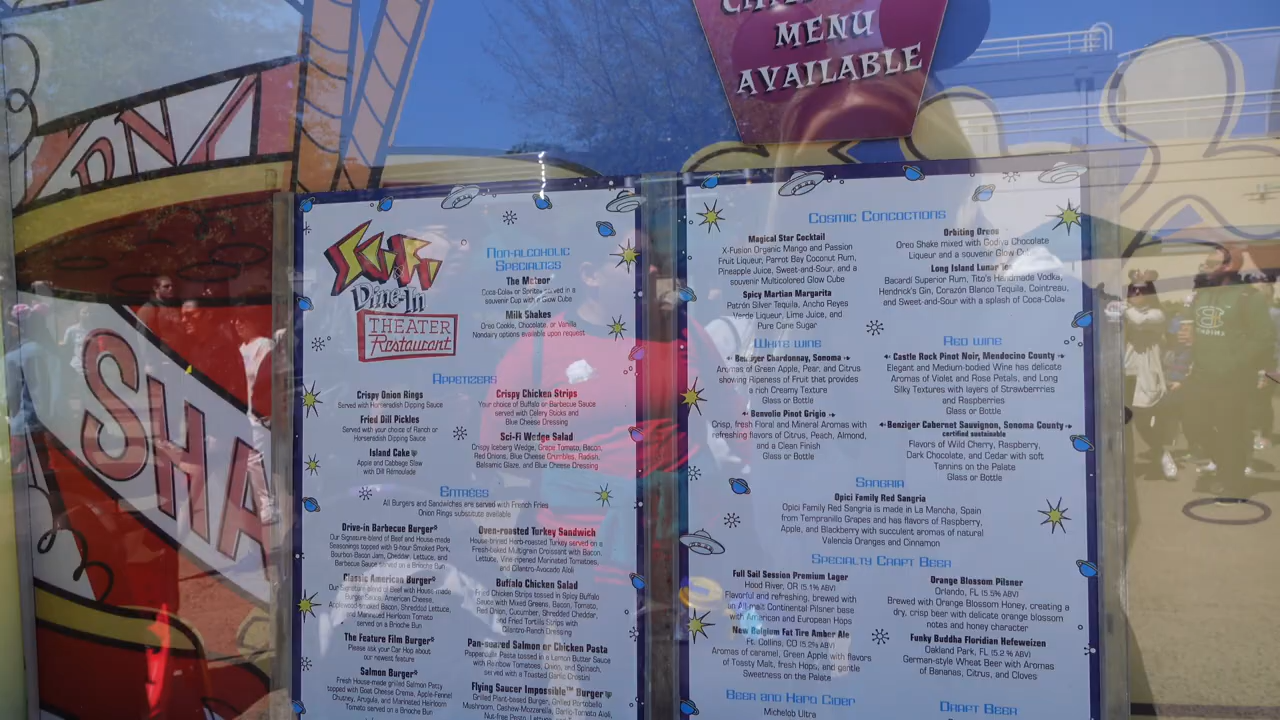 MENU
AVAILABLE
SHA
Sci-Fi
Dine-In
THEATER
Restaurant
Non-alcoholic
Specialties
The Meteor
Coca-Cola or Sprite served in a
souvenir Cup with a Glow Cube
Milk Shakes
Oreo Cookie, Chocolate, or Vanilla
Nondairy options available upon request
Appetizers
Crispy Onion Rings
Served with Horseradish Dipping Sauce
Fried Dill Pickles
Served with your choice of Ranch or
Horseradish Dipping Sauce
Island Cake
Apple and Cabbage Slaw
with Dill Rémoulade
Crispy Chicken Strips
Your choice of Buffalo or Barbecue Sauce
served with Celery Sticks and
Blue Cheese Dressing
Sci-Fi Wedge Salad
Crispy Iceberg Wedge, Grape Tomato, Bacon,
Red Onions, Blue Cheese Crumbles, Radish,
Balsamic Glaze, and Blue Cheese Dressing
Entrées
All Burgers and Sandwiches are served with French Fries
Onion Rings substitute available
Drive-in Barbecue Burger*
Our Signature-blend of Beef and House-made
Seasonings topped with 9-hour Smoked Pork,
Bourbon-Bacon Jam, Cheddar, Lettuce, and
Barbecue Sauce served on a Brioche Bun
Classic American Burger*
Our Signature blend of Beef with House-made
Burger Sauce, American Cheese,
Applewood-smoked Bacon, Shredded Lettuce,
and Marinated Heirloom Tomato
served on a Brioche Bun
The Feature Film Burger*
Please ask your Car Hop about
our newest feature
Salmon Burger*
Fresh House-made grilled Salmon Patty
topped with Goat Cheese Crema, Apple-Fennel
Chutney, Arugula, and Marinated Heirloom
Tomato served on a Brioche Bun
Oven-roasted Turkey Sandwich
House-brined Herb-roasted Turkey served on a
Fresh-baked Multigrain Croissant with Bacon,
Lettuce, Vine-ripened Marinated Tomatoes,
and Cilantro-Avocado Aïoli
Buffalo Chicken Salad
Fried Chicken Strips tossed in Spicy Buffalo
Sauce with Mixed Greens, Bacon, Tomato,
Red Onion, Cucumber, Shredded Cheddar,
and Fried Tortilla Strips with
Cilantro-Ranch Dressing
Pan-seared Salmon or Chicken Pasta
Pappardelle Pasta tossed in a Lemon Butter Sauce
with Rainbow Tomatoes, Onion, and Spinach,
served with a Toasted Garlic Crostini
Flying Saucer Impossible™ Burger
Grilled Plant-based Burger, Grilled Portobello
Mushroom, Cashew-Mozzarella, Garlic-Tomato Aïoli,
Cosmic Concoctions
Magical Star Cocktail
X-Fusion Organic Mango and Passion
Fruit Liqueur, Parrot Bay Coconut Rum,
Pineapple Juice, Sweet-and-Sour, and a
souvenir Multicolored Glow Cube
Spicy Martian Margarita
Patrón Silver Tequila, Ancho Reyes
Verde Liqueur, Lime Juice, and
Pure Cane Sugar
Orbiting Oreos
Oreo Shake mixed with Godiva Chocolate
Liqueur and a souvenir Glow Cube
Long Island Lunar Tea
Bacardi Superior Rum, Tito's Handmade Vodka,
Hendrick's Gin, Corazón Blanco Tequila, Cointreau,
and Sweet-and-Sour with a splash of Coca-Cola®
White Wine
Benziger Chardonnay, Sonoma
Aromas of Green Apple, Pear, and Citrus
showing Ripeness of Fruit that provides
a rich Creamy Texture
Glass or Bottle
Benvolio Pinot Grigio
Crisp, fresh Floral and Mineral Aromas with
refreshing flavors of Citrus, Peach, Almond,
and a Clean Finish
Glass or Bottle
Red Wine
Castle Rock Pinot Noir, Mendocino County
Elegant and Medium-bodied Wine has delicate
Aromas of Violet and Rose Petals, and Long
Silky Textures with layers of Strawberries
and Raspberries
Glass or Bottle
Benziger Cabernet Sauvignon, Sonoma County
certified sustainable
Flavors of Wild Cherry, Raspberry,
Dark Chocolate, and Cedar with soft
Tannins on the Palate
Glass or Bottle
Sangria
Opici Family Red Sangria
Opici Family Red Sangria is made in La Mancha, Spain
from Tempranillo Grapes and has flavors of Raspberry,
Apple, and Blackberry with succulent aromas of natural
Valencia Oranges and Cinnamon
Specialty Craft Beer
Full Sail Session Premium Lager
Hood River, OR (5.1% ABV)
Flavorful and refreshing, brewed with
an All-malt Continental Pilsner base
with American and European Hops
New Belgium Fat Tire Amber Ale
Ft. Collins, CO (5.2% ABV)
Aromas of caramel, Green Apple with flavors
of Toasty Malt, fresh Hops, and gentle
Sweetness on the Palate
Orange Blossom Pilsner
Orlando, FL (5.5% ABV)
Brewed with Orange Blossom Honey, creating a
dry, crisp beer with delicate orange blossom
notes and honey character
Funky Buddha Floridian Hefeweizen
Oakland Park, FL (5.2% ABV)
German-style Wheat Beer with Aromas
of Bananas, Citrus, and Cloves
Beer and Hard Cider
Michelob Ultra
Draft Beer